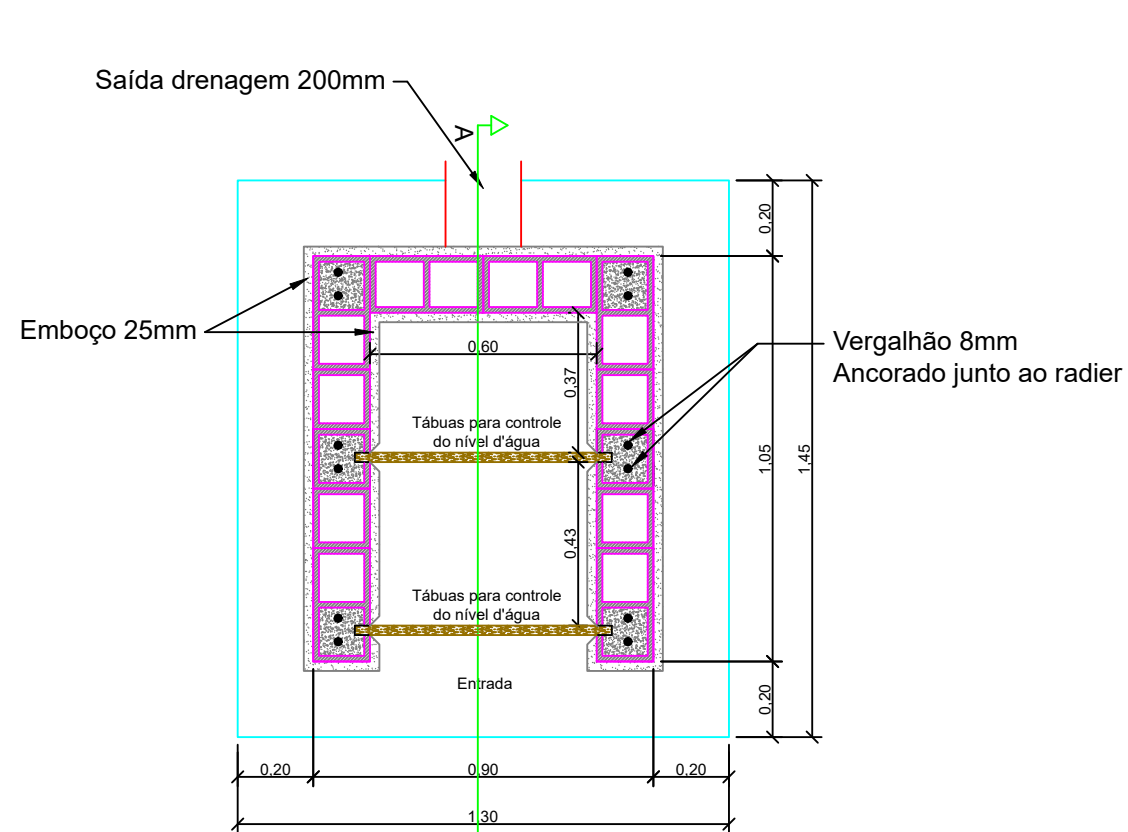 Saída drenagem 200mm
A
0,20
Emboço 25mm
0,60
0,37
Vergalhão 8mm
Ancorado junto ao radier
Tábuas para controle
do nível d'água
1,05
1,45
0,43
Tábuas para controle
do nível d'água
Entrada
0,20
0,20
0,90
0,20
1,30